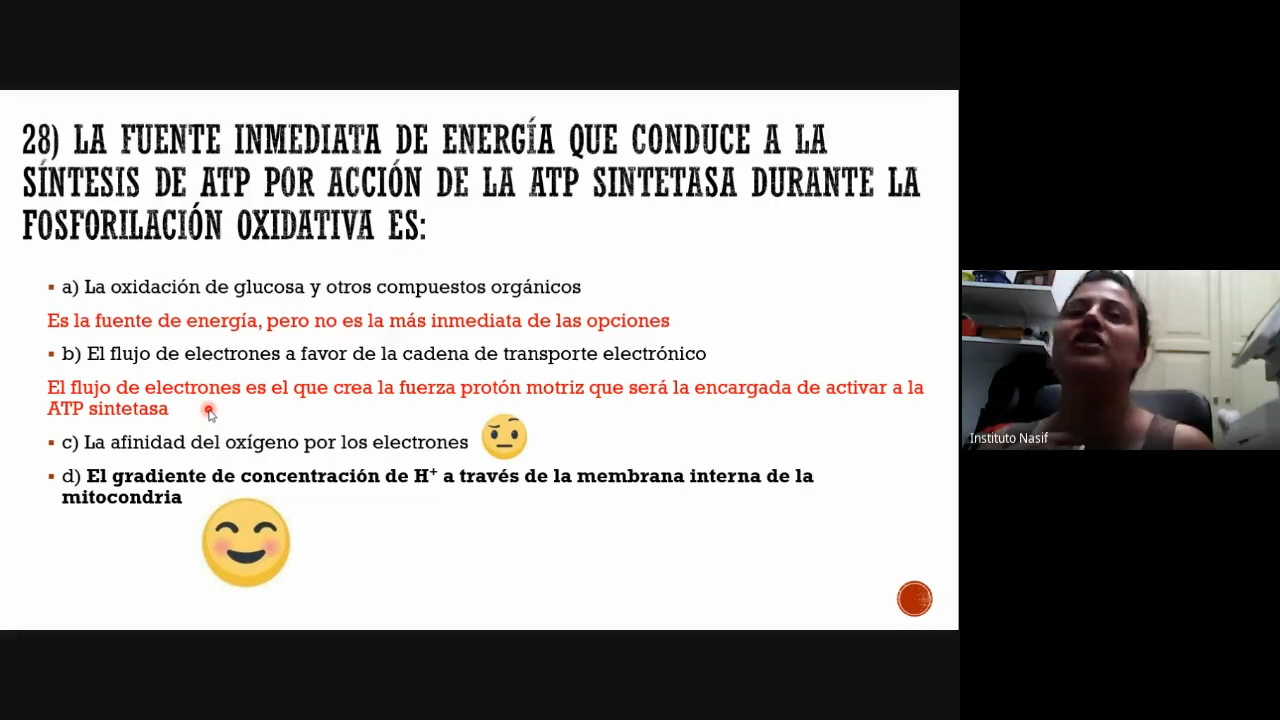 28) LA FUENTE INMEDIATA DE ENERGÍA QUE CONDUCE A LA
SÍNTESIS DE ATP POR ACCIÓN DE LA ATP SINTETASA DURANTE LA
FOSFORILACIÓN OXIDATIVA ES:
▪ a) La oxidación de glucosa y otros compuestos orgánicos
Es la fuente de energía, pero no es la más inmediata de las opciones
▪ b) El flujo de electrones a favor de la cadena de transporte electrónico
El flujo de electrones es el que crea la fuerza protón motriz que será la encargada de activar a la
ATP sintetasa
▪ c) La afinidad del oxígeno por los electrones
▪ d) El gradiente de concentración de H⁺ a través de la membrana interna de la
mitocondria
Instituto Nasif